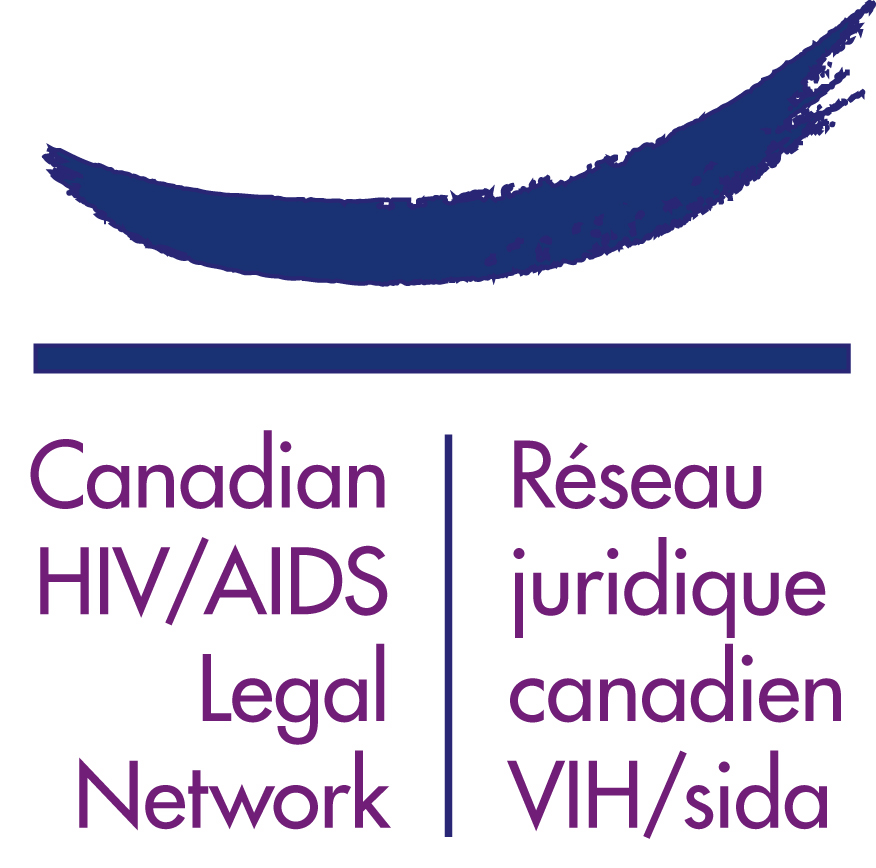 Canadian
HIV/AIDS
Legal
Network
Réseau
juridique
canadien
VIH/sida